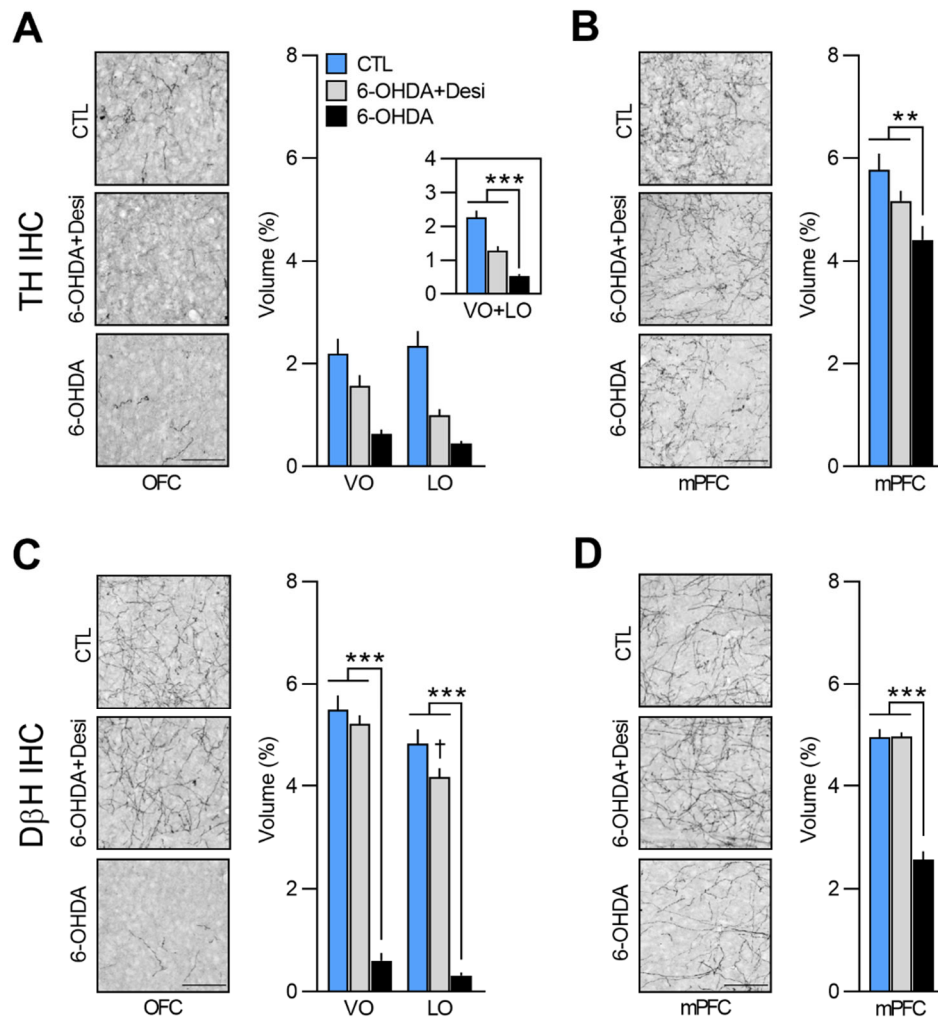 A
TH IHC
CTL
6-OHDA+Desi
6-OHDA
OFC
Volume (%)
8
6
4
2
0
CTL
6-OHDA+Desi
6-OHDA
4
3
2
1
0
***
VO+LO
VO
LO
B
CTL
6-OHDA+Desi
6-OHDA
mPFC
Volume (%)
8
6
4
2
0
**
mPFC
C
DβH IHC
CTL
6-OHDA+Desi
6-OHDA
OFC
Volume (%)
8
6
4
2
0
***
***
†
VO
LO
D
CTL
6-OHDA+Desi
6-OHDA
mPFC
Volume (%)
8
6
4
2
0
***
mPFC